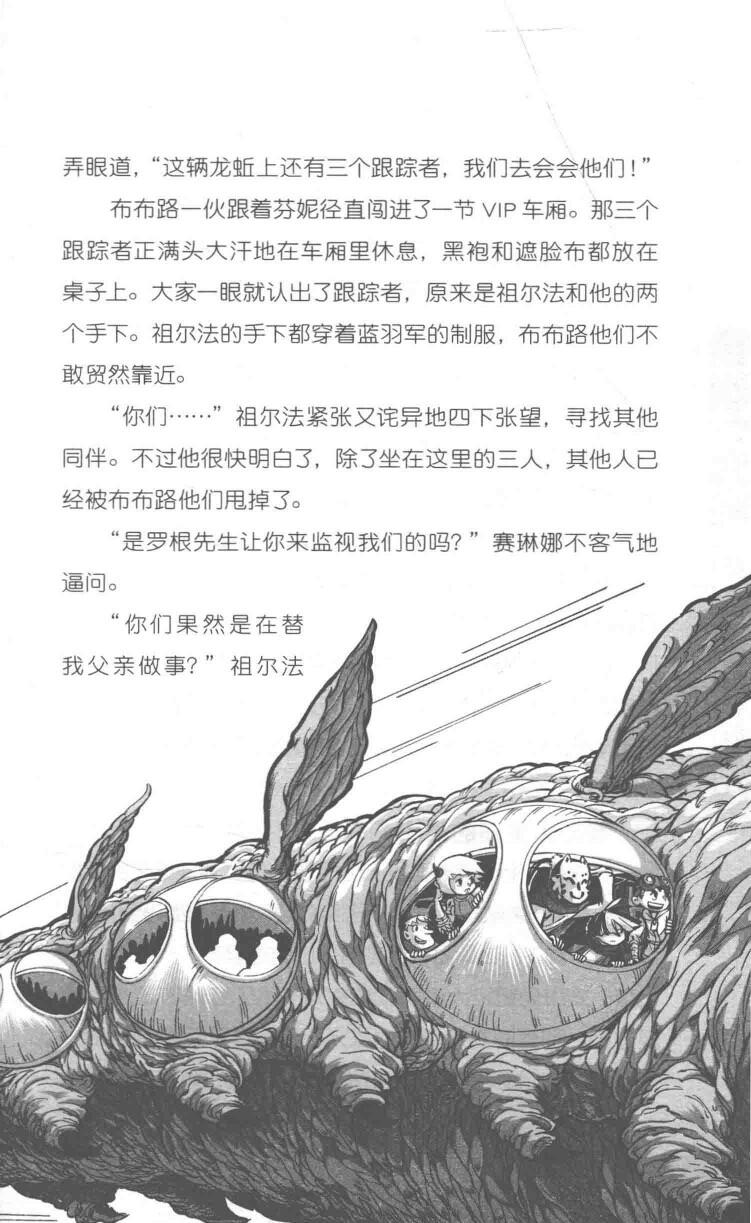 弄眼道，“这辆龙蚯上还有三个跟踪者，我们去会会他们！”
布布路一伙跟着芬妮径直闯进了一节 VIP 车厢。那三个
跟踪者正满头大汗地在车厢里休息，黑袍和遮脸布都放在
桌子上。大家一眼就认出了跟踪者，原来是祖尔法和他的两
个手下。祖尔法的手下都穿着蓝羽军的制服，布布路他们不
敢贸然靠近。
“你们……”祖尔法紧张又诧异地四下张望，寻找其他
同伴。不过他很快明白了，除了坐在这里的三人，其他人已
经被布布路他们甩掉了。
“是罗根先生让你来监视我们的吗？”赛琳娜不客气地
逼问。
“你们果然是在替
我父亲做事？”祖尔法